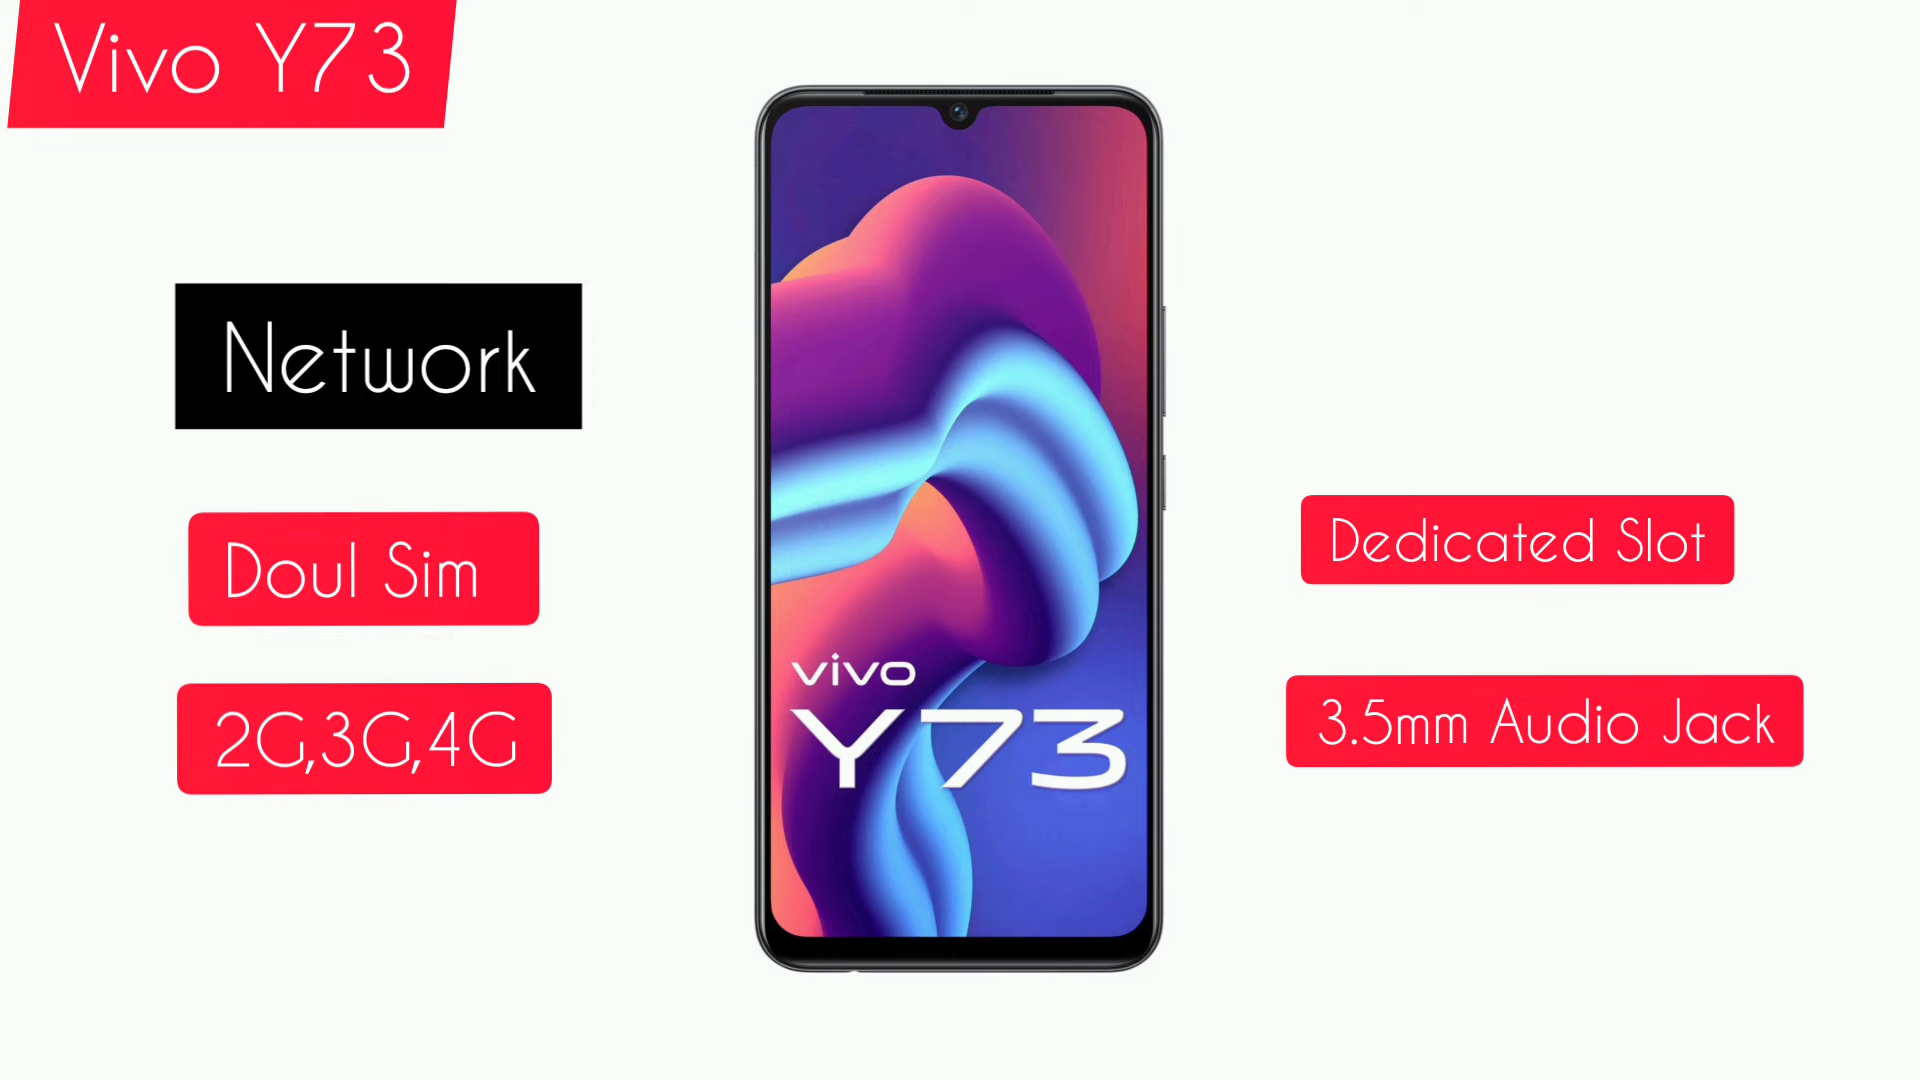 Vivo Y73
Network
Doul Sim
2G,3G,4G
vivo
Y73
Dedicated Slot
3.5mm Audio Jack